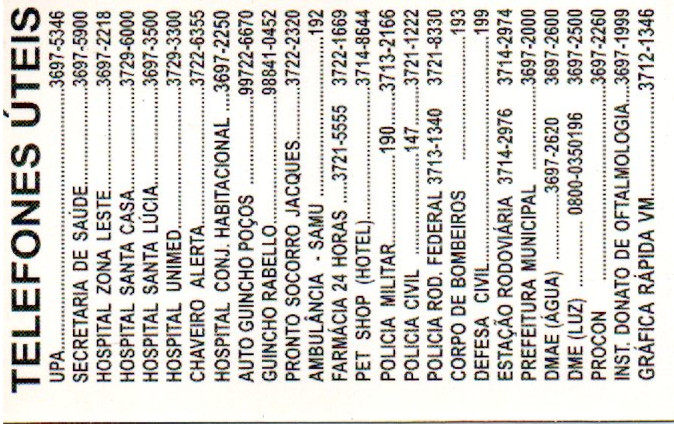 TELEFONES ÚTEIS
UPA..........................................3697-5346
SECRETARIA DE SAÚDE................3697-5900
HOSPITAL ZONA LESTE.................3697-2218
HOSPITAL SANTA CASA.................3729-6000
HOSPITAL SANTA LÚCIA.................3697-3500
HOSPITAL UNIMED.......................3729-3300
CHAVEIRO ALERTA.......................3722-6355
HOSPITAL CONJ. HABITACIONAL ...3697-2250
AUTO GUINCHO POÇOS ...............99722-6670
GUINCHO RABELLO.......................98841-0452
PRONTO SOCORRO JACQUES..........3722-2320
AMBULÂNCIA - SAMU ......................192
FARMÁCIA 24 HORAS ....3721-5555 3722-1669
PET SHOP (HOTEL).......................3714-8644
POLICIA MILITAR...............190.....3713-2166
POLICIA CIVIL ..................147.....3721-1222
POLICIA ROD. FEDERAL 3713-1340 3721-8330
CORPO DE BOMBEIROS ..................193
DEFESA CIVIL...............................199
ESTAÇÃO RODOVIÁRIA 3714-2976 3714-2974
PREFEITURA MUNICIPAL ...............3697-2000
DMAE (ÁGUA) ............3697-2620 3697-2600
DME (LUZ) ........ 0800-0350196 3697-2500
PROCON ....................................3697-2260
INST. DONATO DE OFTALMOLOGIA...3697-1999
GRÁFICA RÁPIDA VM....................3712-1346